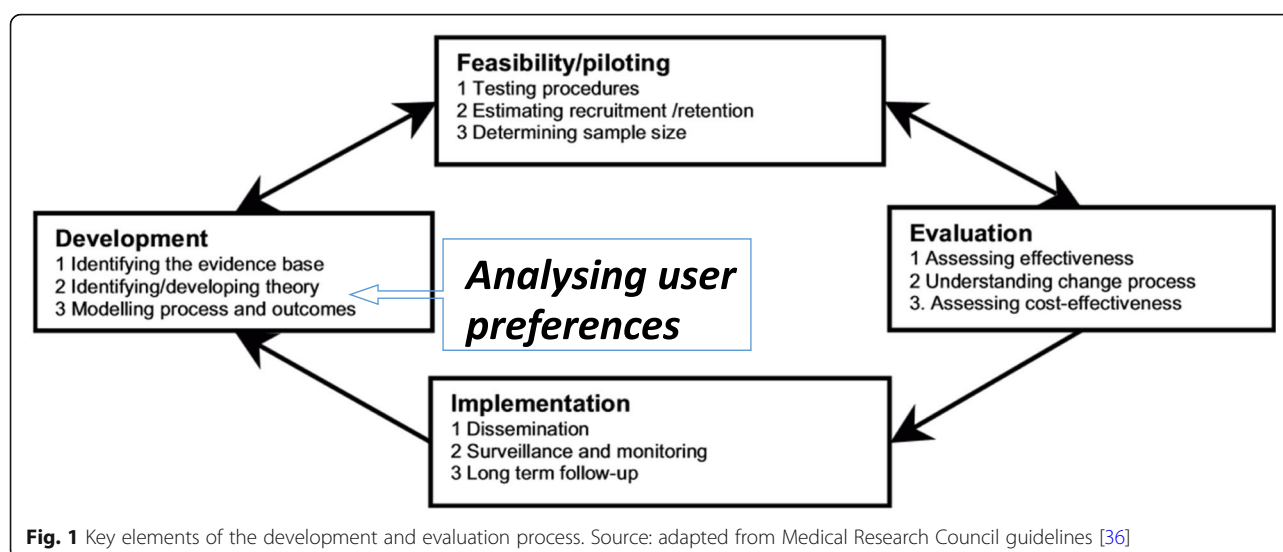 Feasibility/piloting
1 Testing procedures
2 Estimating recruitment /retention
3 Determining sample size
Development
1 Identifying the evidence base
2 Identifying/developing theory
3 Modelling process and outcomes
Analysing user
preferences
Evaluation
1 Assessing effectiveness
2 Understanding change process
3. Assessing cost-effectiveness
Implementation
1 Dissemination
2 Surveillance and monitoring
3 Long term follow-up
Fig. 1 Key elements of the development and evaluation process. Source: adapted from Medical Research Council guidelines [36]